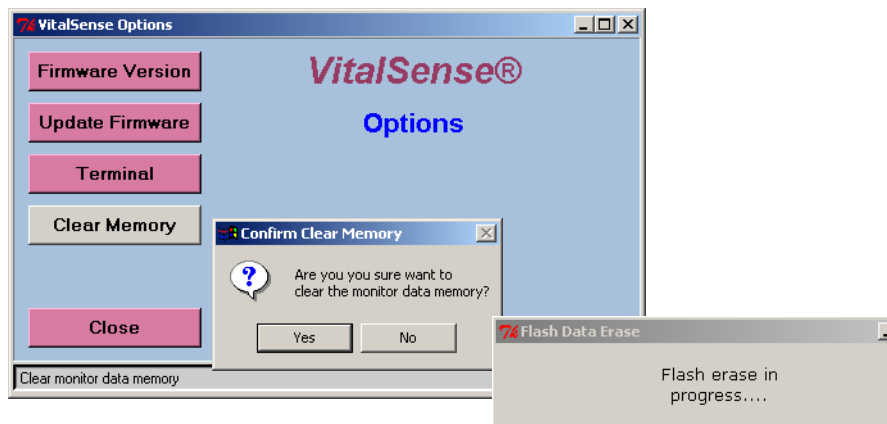 VitalSense Options
Firmware Version
VitalSense®
Update Firmware
Options
Terminal
Clear Memory
Confirm Clear Memory
Are you you sure want to
clear the monitor data memory?
Yes
No
Close
Clear monitor data memory
Flash Data Erase
Flash erase in
progress....